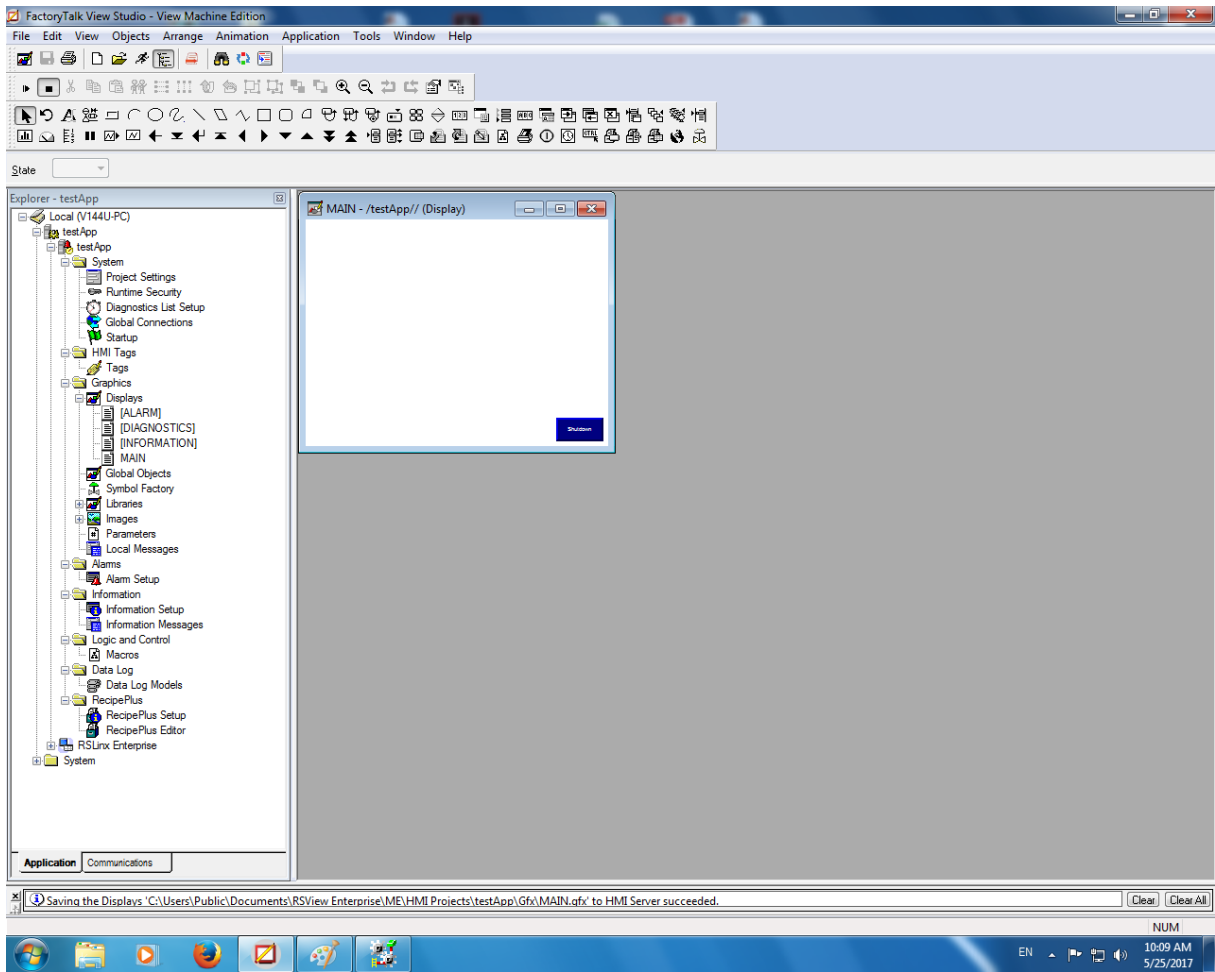 FactoryTalk View Studio - View Machine Edition
File Edit View Objects Arrange Animation Application Tools Window Help
State
Explorer - testApp
MAIN - /testApp// (Display)
Local (V144U-PC)
testApp
testApp
System
Project Settings
Runtime Security
Diagnostics List Setup
Global Connections
Startup
HMI Tags
Tags
Graphics
Displays
[ALARM]
[DIAGNOSTICS]
[INFORMATION]
MAIN
Shutdown
Global Objects
Symbol Factory
Libraries
Images
Parameters
Local Messages
Alarms
Alarm Setup
Information
Information Setup
Information Messages
Logic and Control
Macros
Data Log
Data Log Models
RecipePlus
RecipePlus Setup
RecipePlus Editor
RSLinx Enterprise
System
Application Communications
Saving the Displays 'C:\Users\Public\Documents\RSView Enterprise\ME\HMI Projects\testApp\Gfx\MAIN.gfx' to HMI Server succeeded. Clear Clear All
NUM
EN 10:09 AM
5/25/2017